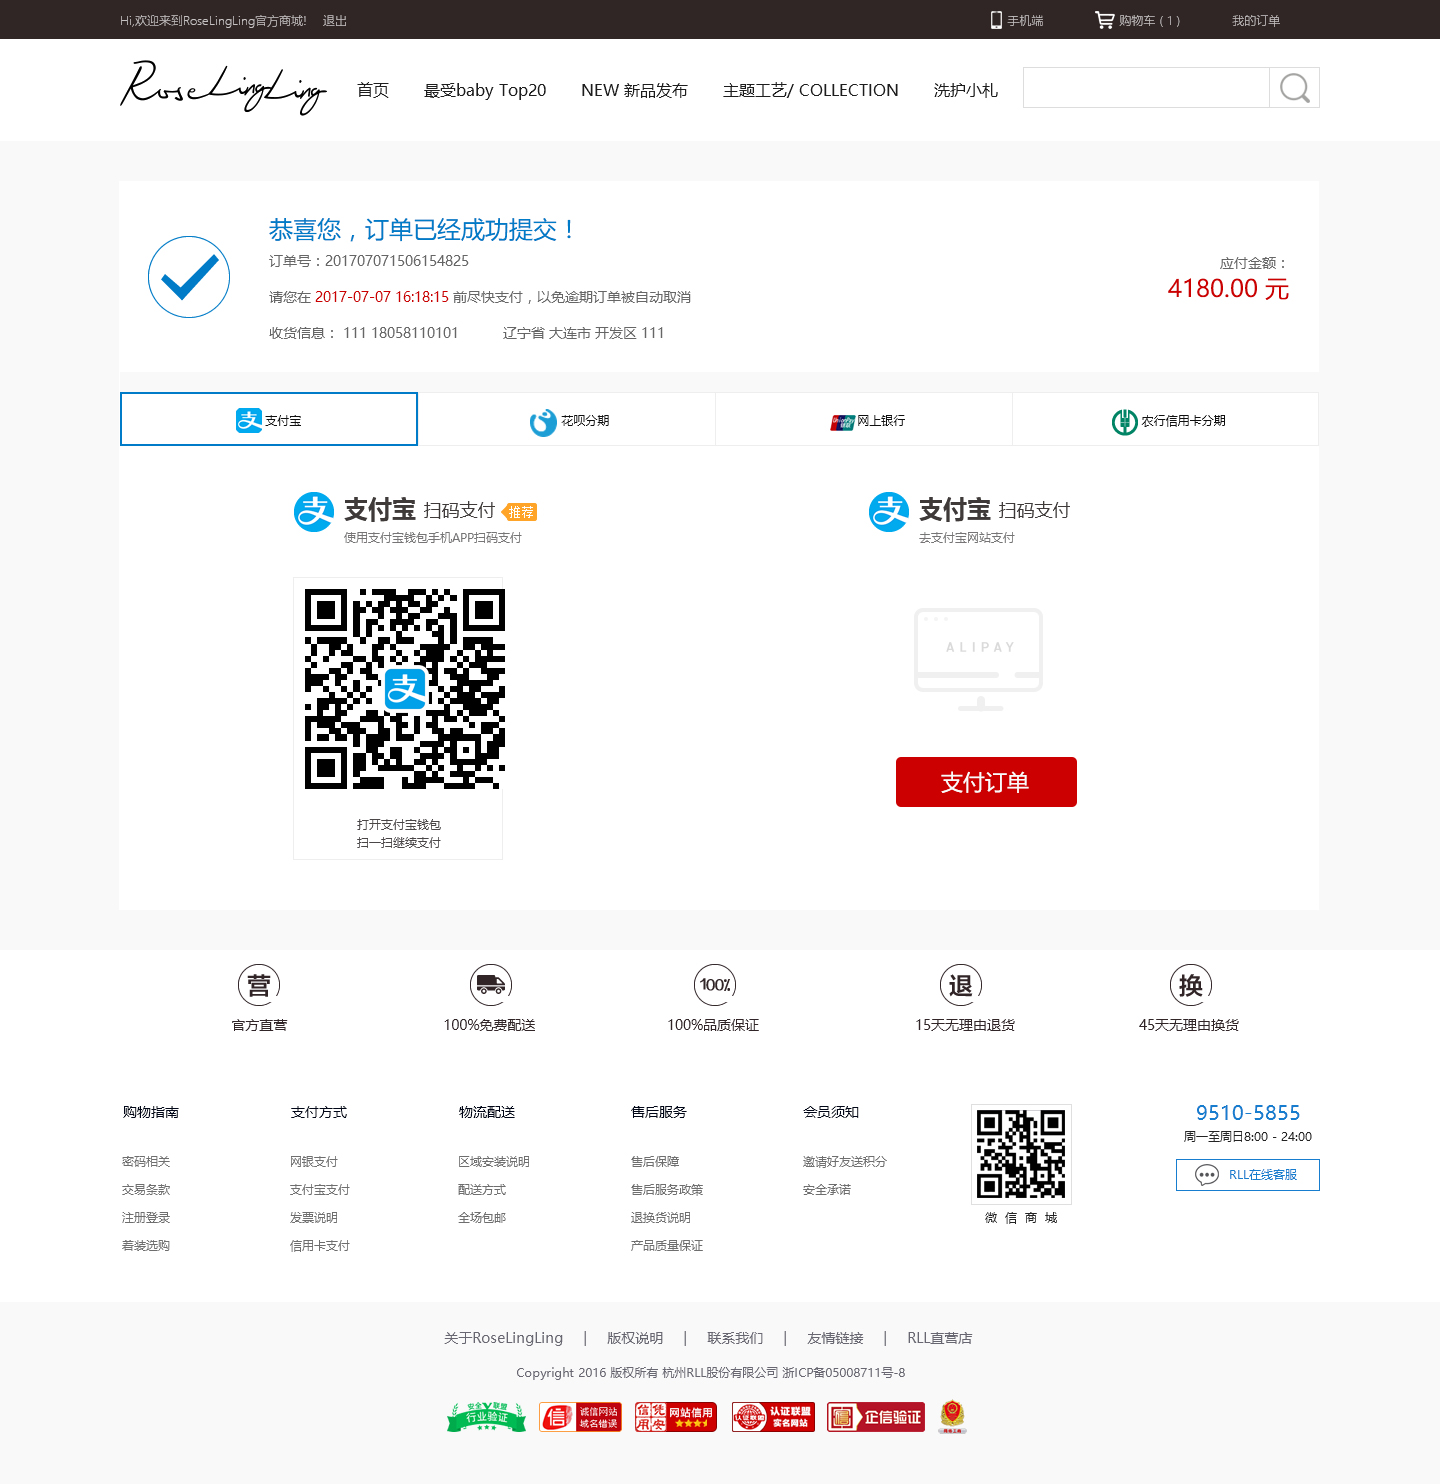 Hi,欢迎来到RoseLingLing官方商城! 退出 手机端 购物车 ( 1 ) 我的订单
RoseLingLing 首页 最受baby Top20 NEW 新品发布 主题工艺/ COLLECTION 洗护小札
恭喜您，订单已经成功提交！
订单号：201707071506154825
应付金额：
请您在 2017-07-07 16:18:15 前尽快支付，以免逾期订单被自动取消
4180.00 元
收货信息： 111 18058110101 辽宁省 大连市 开发区 111
支 支付宝 花呗分期 网上银行 农行信用卡分期
支 支付宝 扫码支付 推荐 支 支付宝 扫码支付
使用支付宝钱包手机APP扫码支付 去支付宝网站支付
ALIPAY
支
支付订单
打开支付宝钱包
扫一扫继续支付
营 100% 退 换
官方直营 100%免费配送 100%品质保证 15天无理由退货 45天无理由换货
购物指南 支付方式 物流配送 售后服务 会员须知 9510-5855
周一至周日8:00 - 24:00
密码相关 网银支付 区域安装说明 售后保障 邀请好友送积分
RLL在线客服
交易条款 支付宝支付 配送方式 售后服务政策 安全承诺
注册登录 发票说明 全场包邮 退换货说明 微 信 商 城
着装选购 信用卡支付 产品质量保证
关于RoseLingLing | 版权说明 | 联系我们 | 友情链接 | RLL直营店
Copyright 2016 版权所有 杭州RLL股份有限公司 浙ICP备05008711号-8
安全V联盟 行业验证 信 诚信网站 域名错误 网站信用 认证联盟 实名网站 企信验证